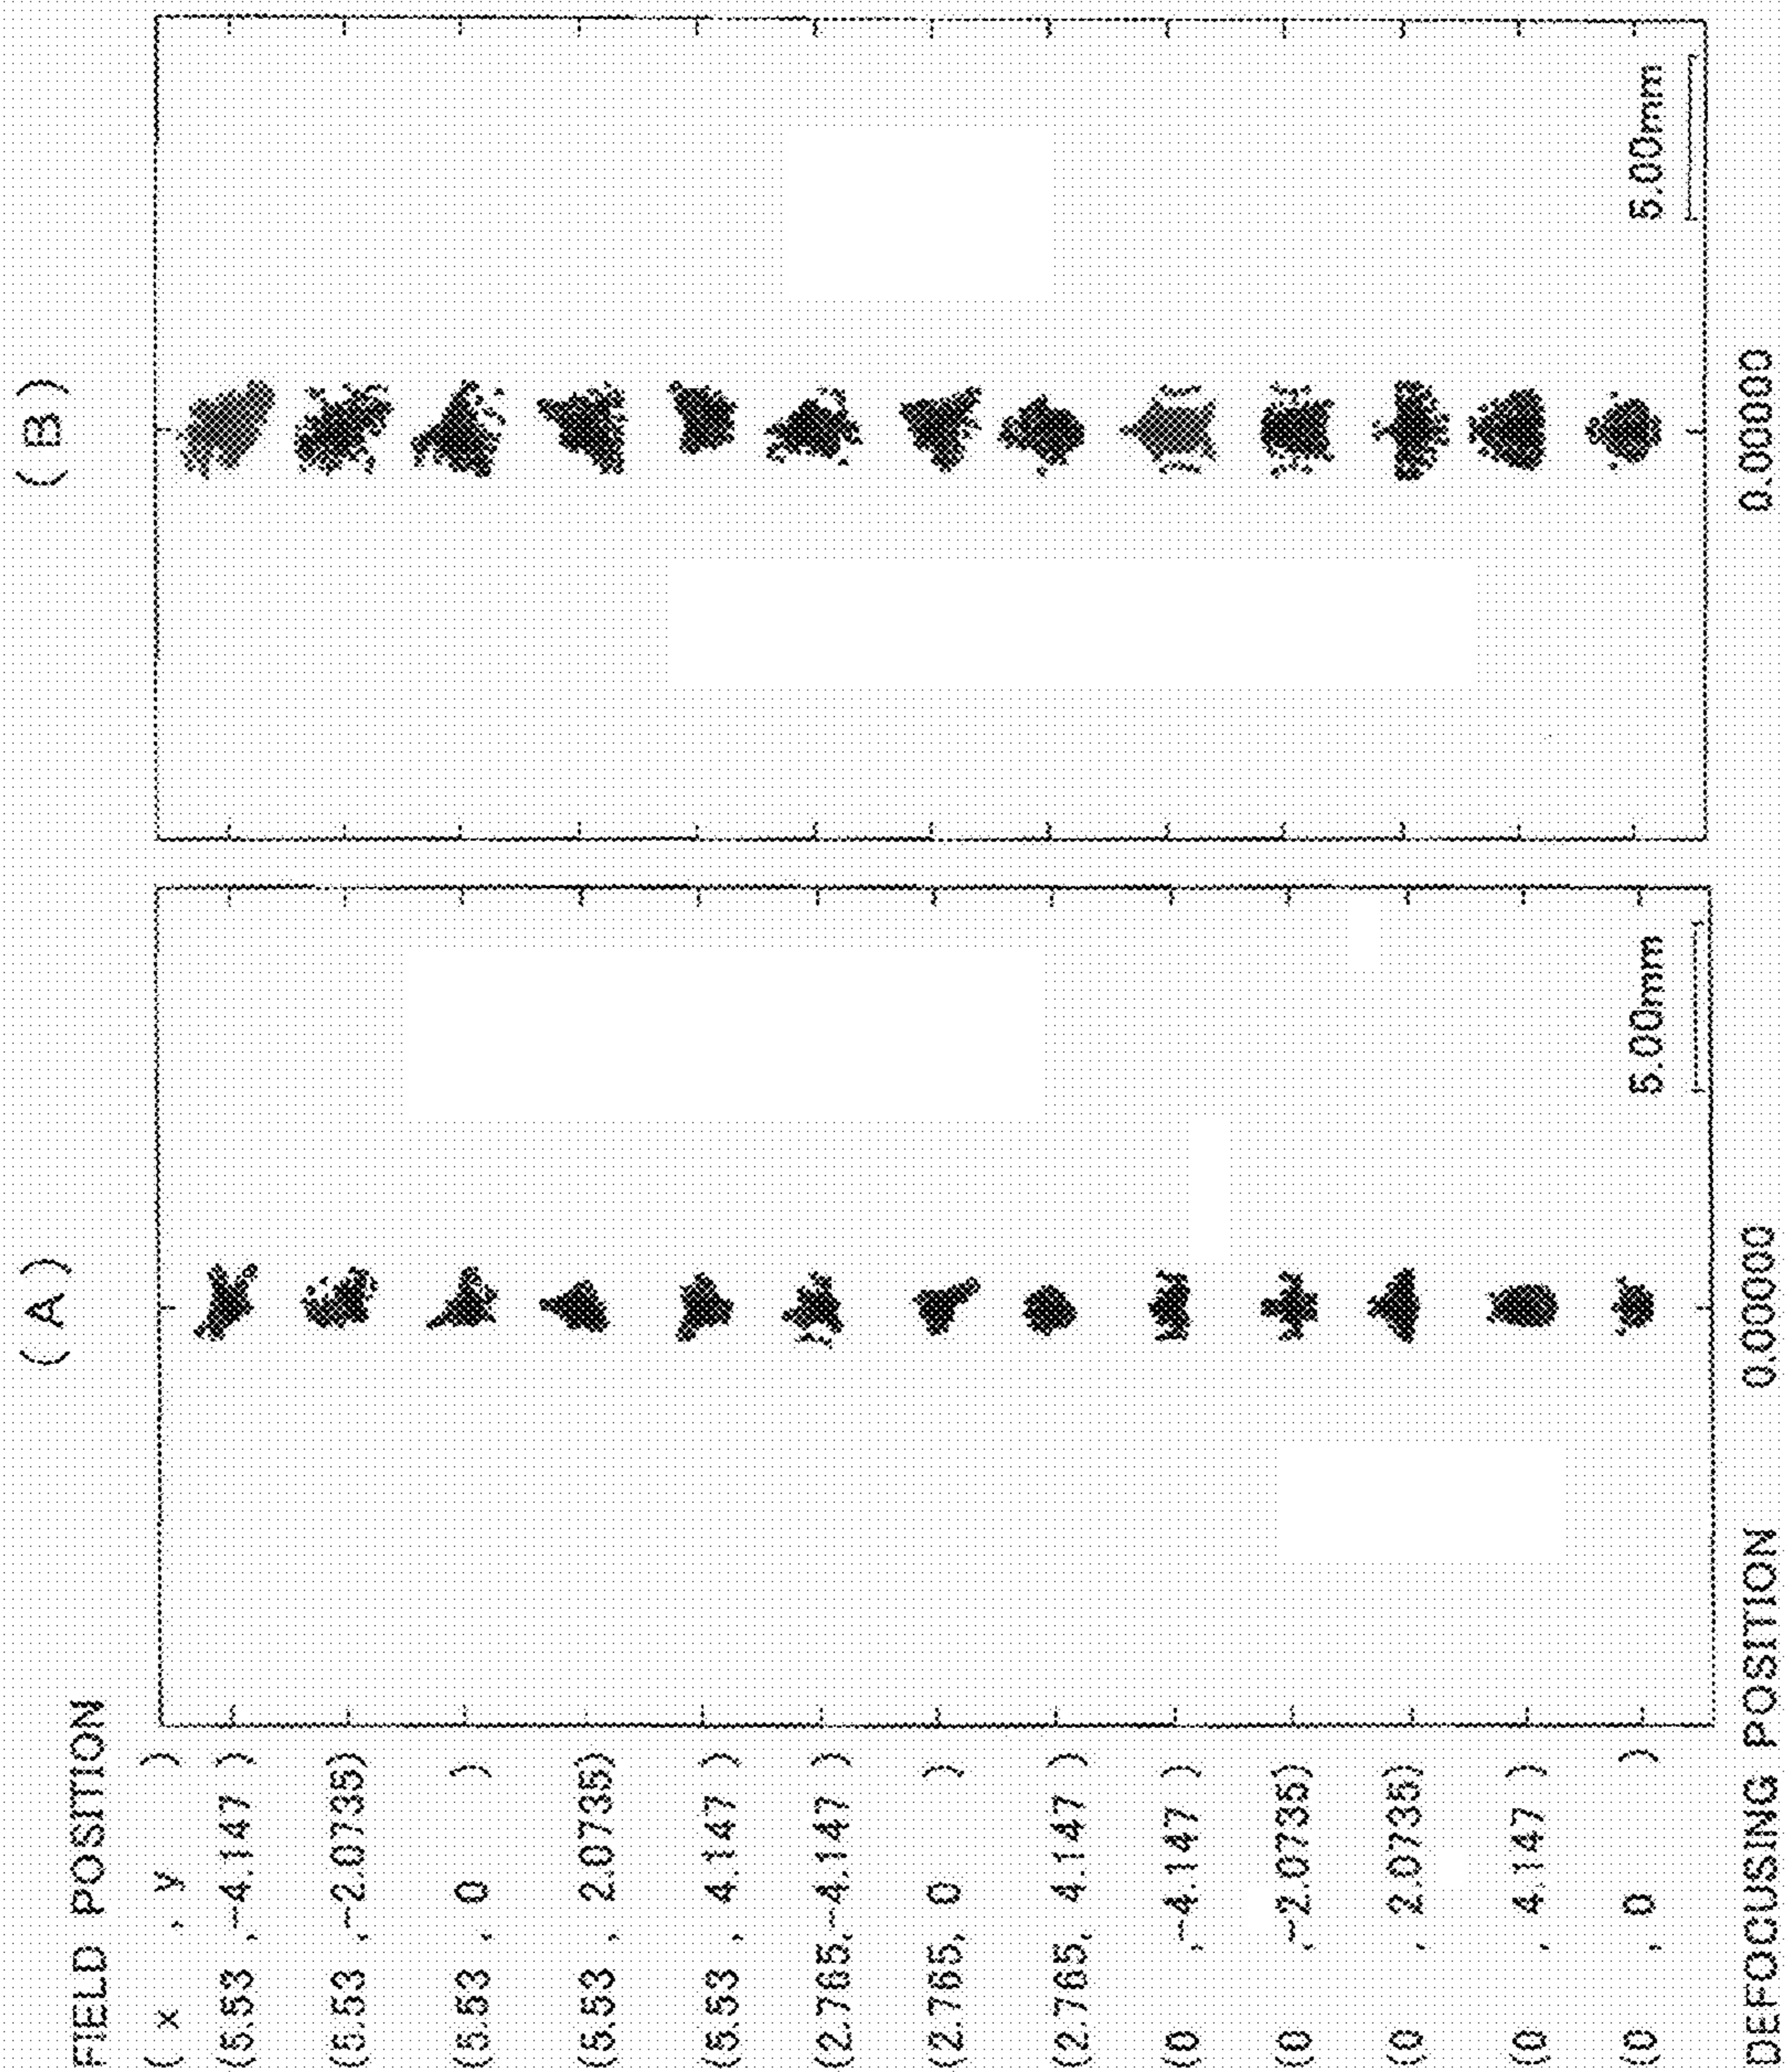 FIELD POSITION
( x , y )
(5.53 ,-4.147 )
(5.53 ,-2.0735)
(5.53 , 0 )
(5.53 , 2.0735)
(5.53 , 4.147 )
(2.765,-4.147 )
(2.765, 0 )
(2.765, 4.147 )
(0 ,-4.147 )
(0 ,-2.0735)
(0 , 2.0735)
(0 , 4.147 )
(0 , 0 )
DEFOCUSING POSITION
(A)
5.00mm
0.00000
(B)
5.00mm
0.00000